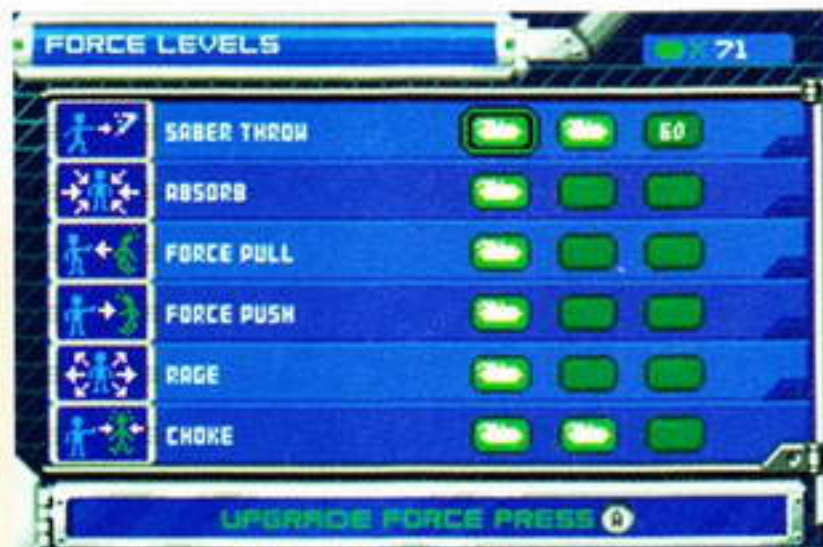 FORCE LEVELS
X 71
SABER THROW 60
ABSORB
FORCE PULL
FORCE PUSH
RAGE
CHOKE
UPGRADE FORCE PRESS A